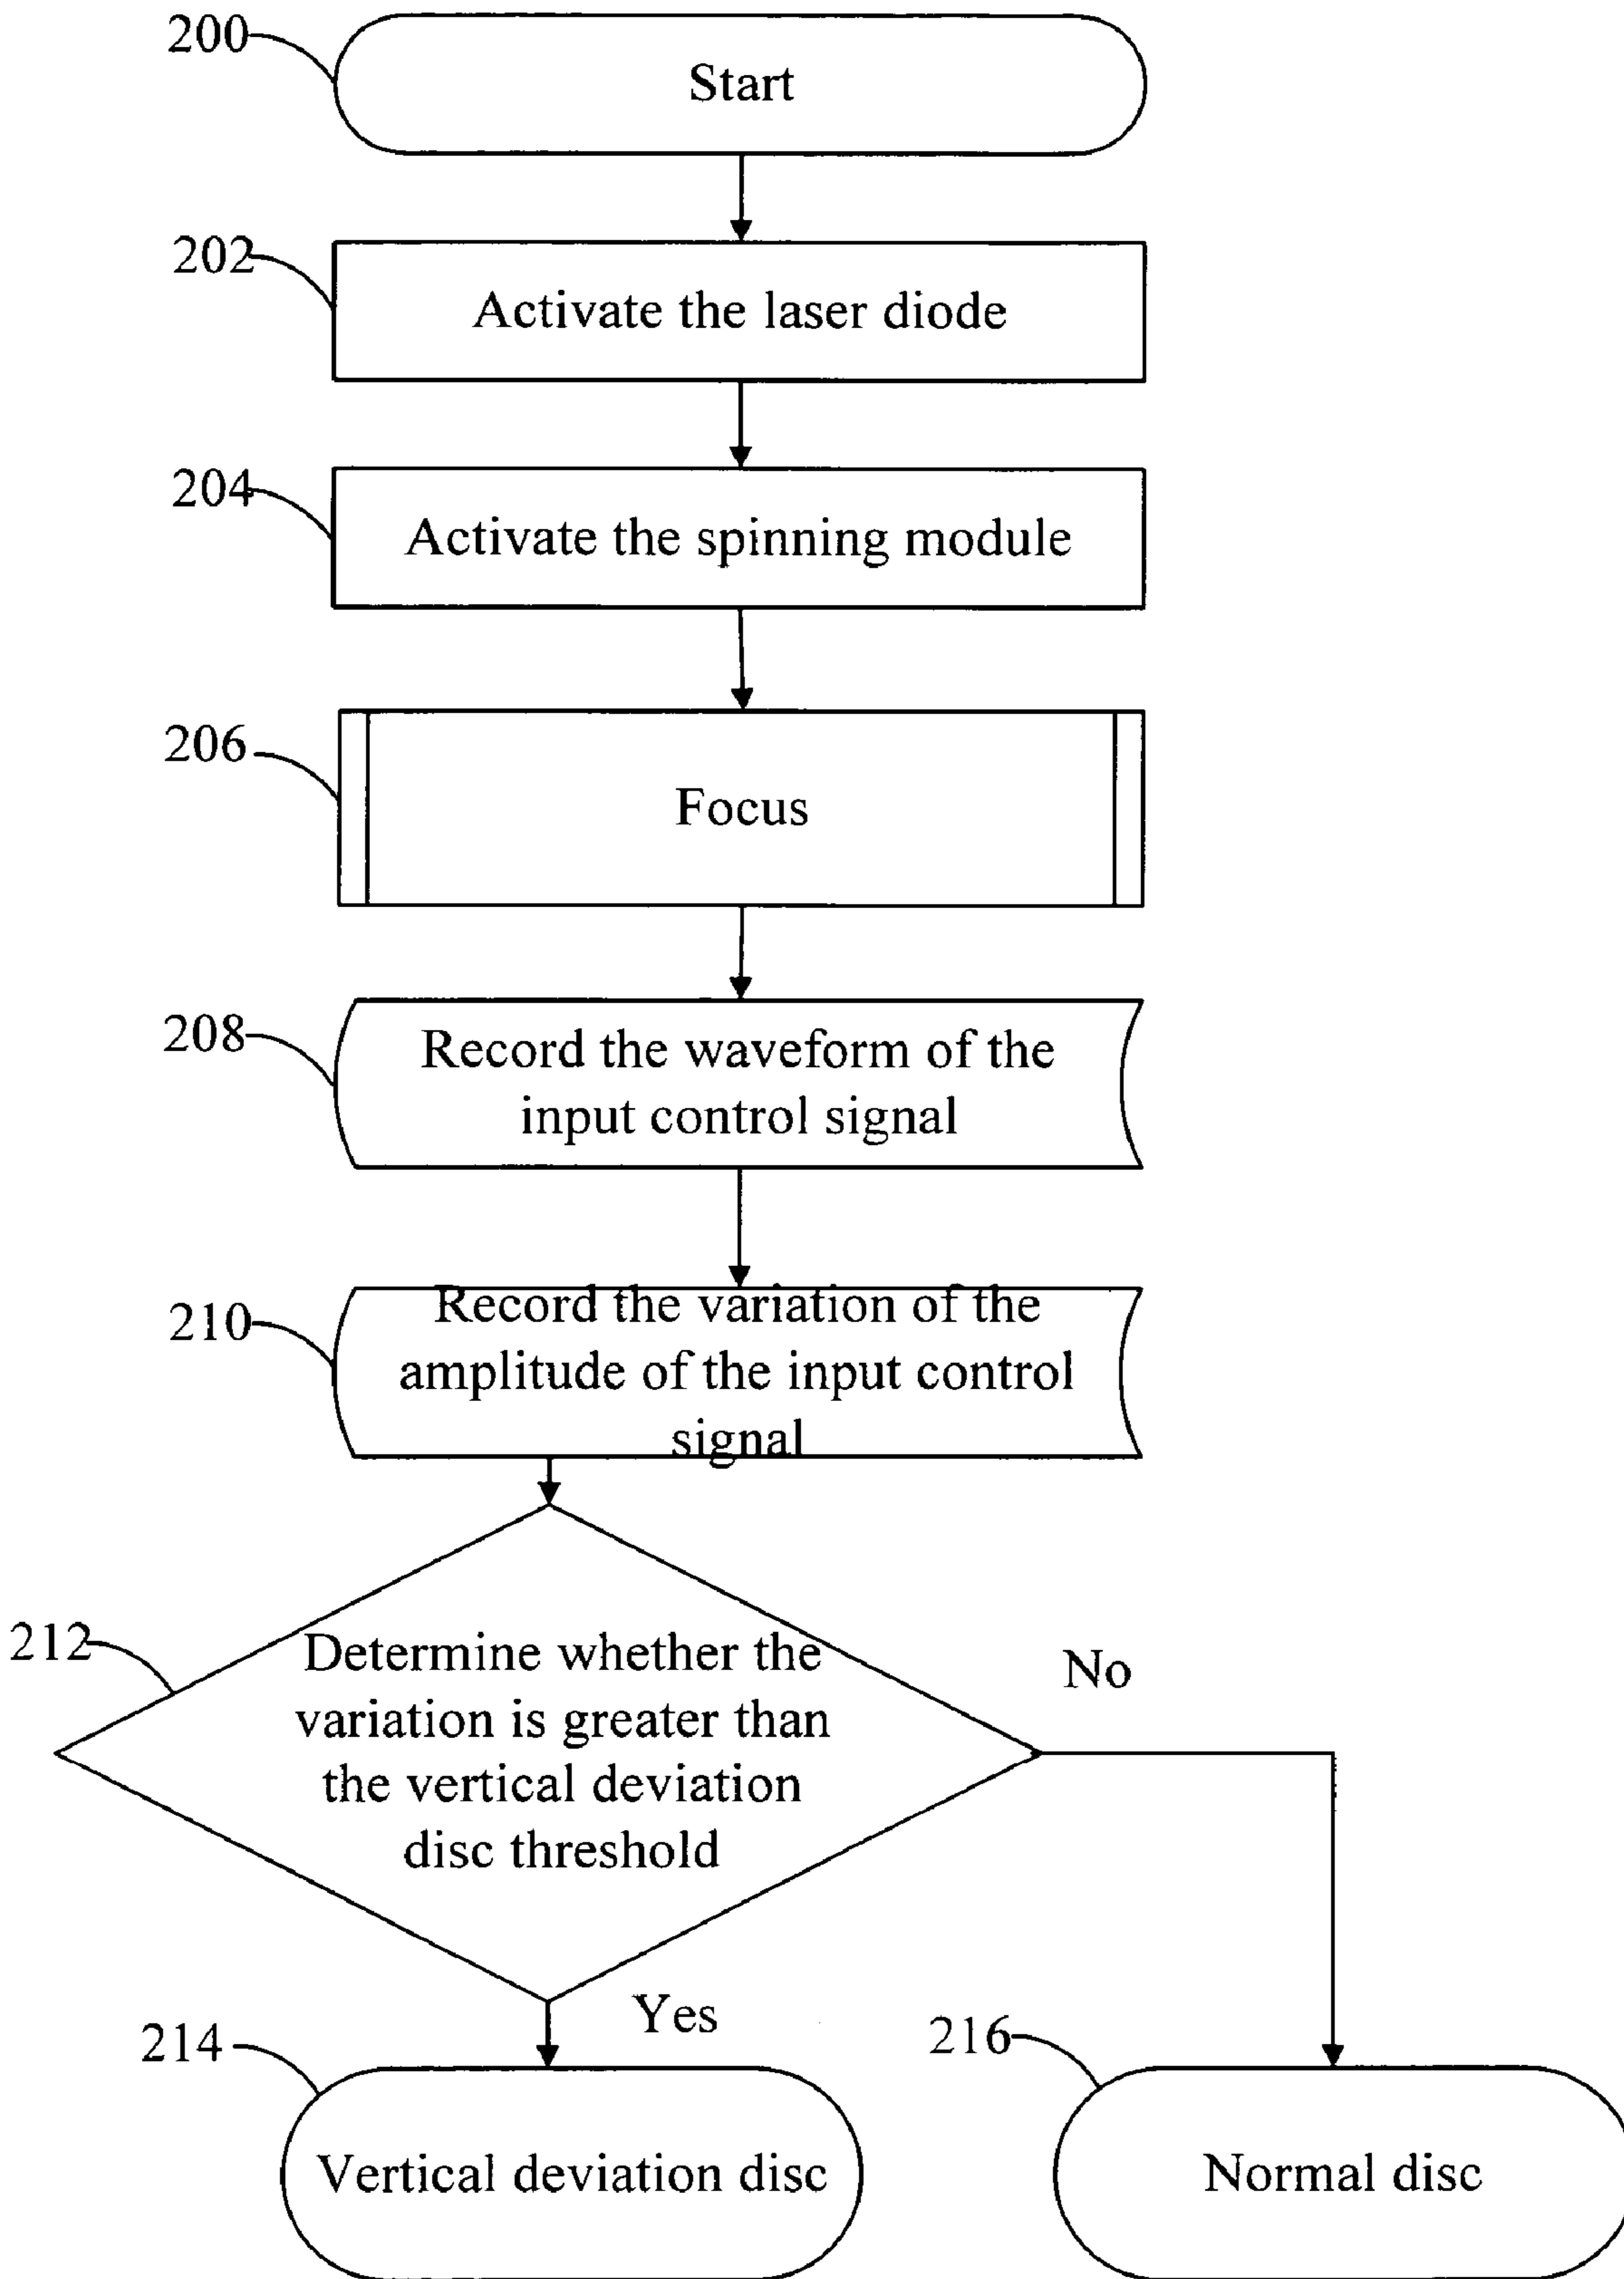 200
Start
202
Activate the laser diode
204
Activate the spinning module
206
Focus
208
Record the waveform of the
input control signal
210
Record the variation of the
amplitude of the input control
signal
212
Determine whether the
variation is greater than
the vertical deviation
disc threshold
No
Yes
214
Vertical deviation disc
216
Normal disc